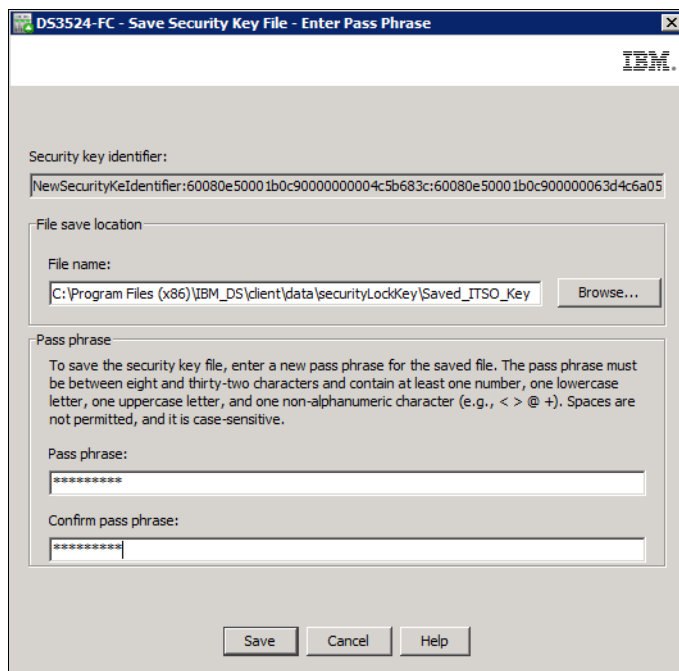 DS3524-FC - Save Security Key File - Enter Pass Phrase
IBM.
Security key identifier:
NewSecurityKeIdentifier:60080e50001b0c90000000004c5b683c:60080e50001b0c900000063d4c6a05
File save location
File name:
C:\Program Files (x86)\IBM_DS\client\data\securityLockKey\Saved_ITSO_Key
Browse...
Pass phrase
To save the security key file, enter a new pass phrase for the saved file. The pass phrase must
be between eight and thirty-two characters and contain at least one number, one lowercase
letter, one uppercase letter, and one non-alphanumeric character (e.g., < > @ +). Spaces are
not permitted, and it is case-sensitive.
Pass phrase:
*********
Confirm pass phrase:
*********
Save
Cancel
Help